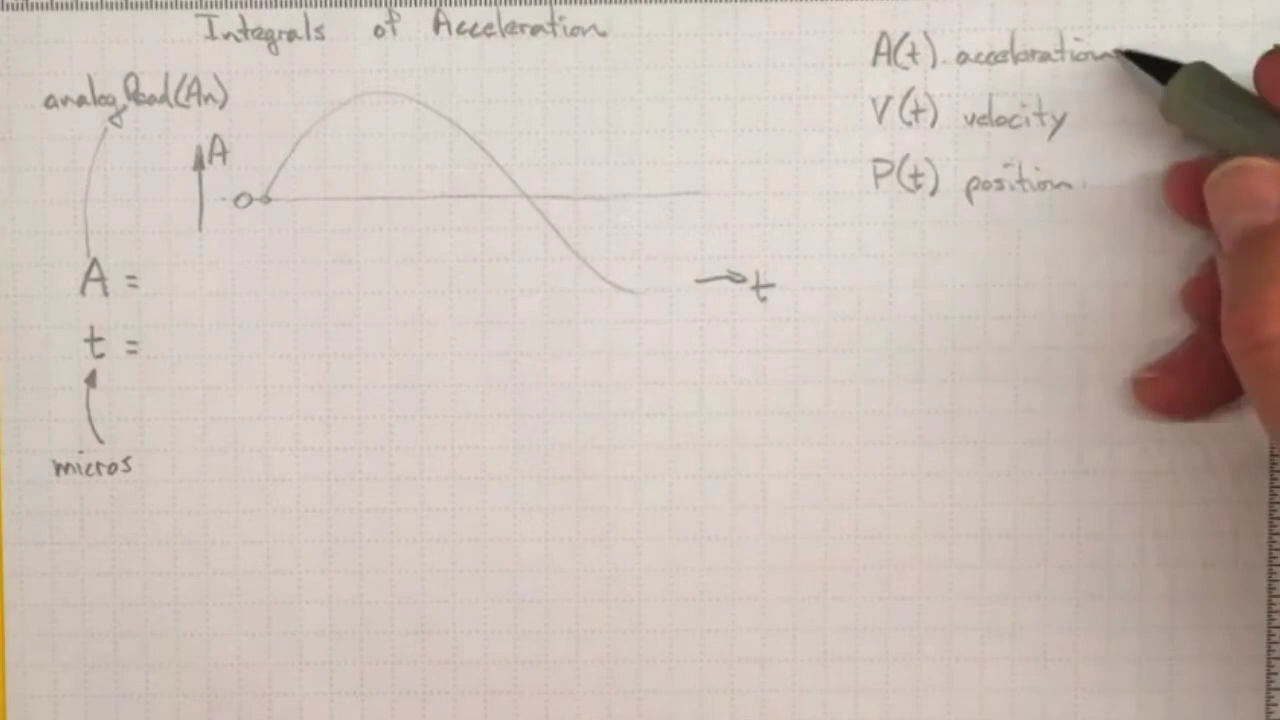 Integrals of Acceleration
analogRead(An)
A
0
A =
t =
micros
t
A(t) acceleration
V(t) velocity
P(t) position